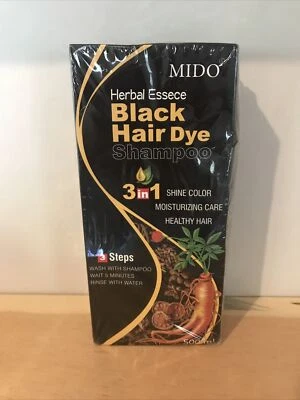 MIDO
Herbal Essece
Black
Hair Dye
Shampoo
3in1
SHINE COLOR
MOISTURIZING CARE
HEALTHY HAIR
3 Steps
WASH WITH SHAMPOO
WAIT 5 MINUTES
RINSE WITH WATER
500ml